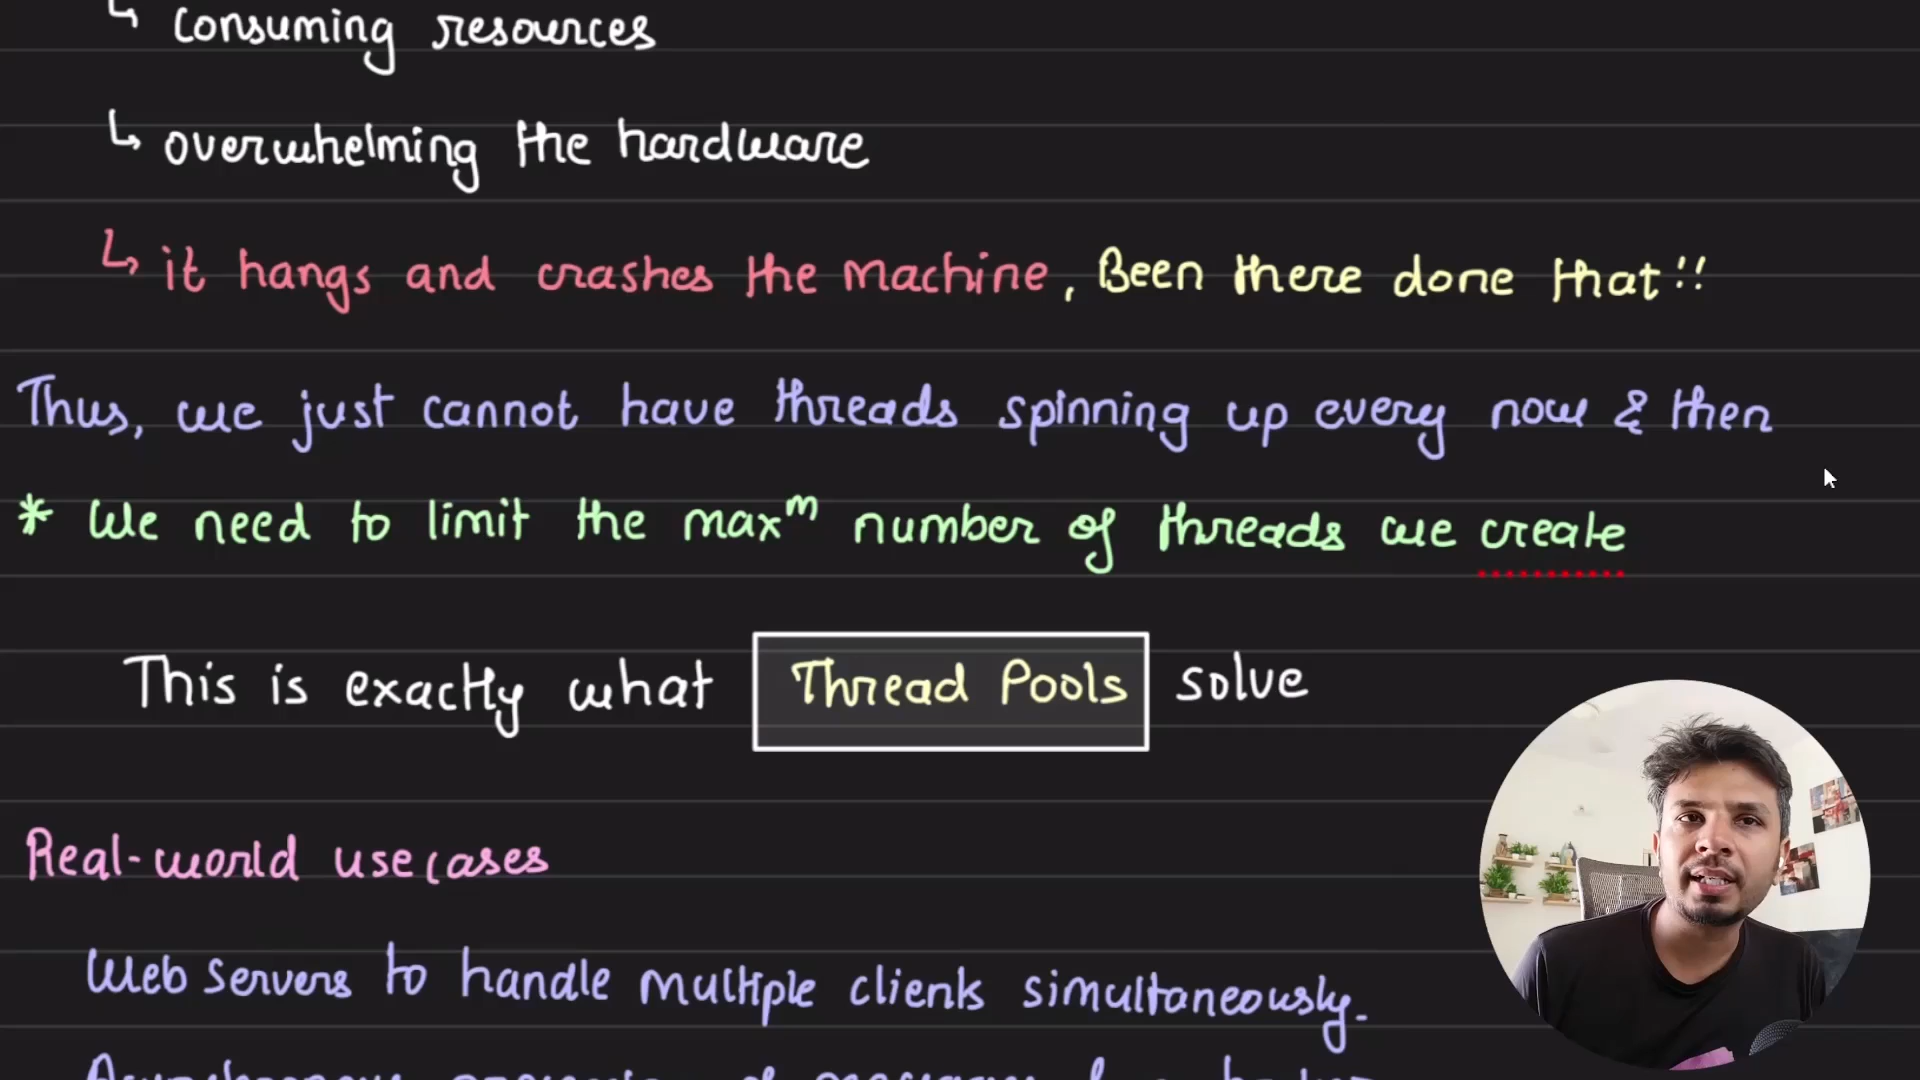 ↳ consuming resources
↳ overwhelming the hardware
↳ it hangs and crashes the machine, Been there done that!!
Thus, we just cannot have threads spinning up every now & then
* We need to limit the maxᵐ number of threads we create
This is exactly what Thread Pools solve
Real-world usecases
Web Servers to handle multiple clients simultaneously.